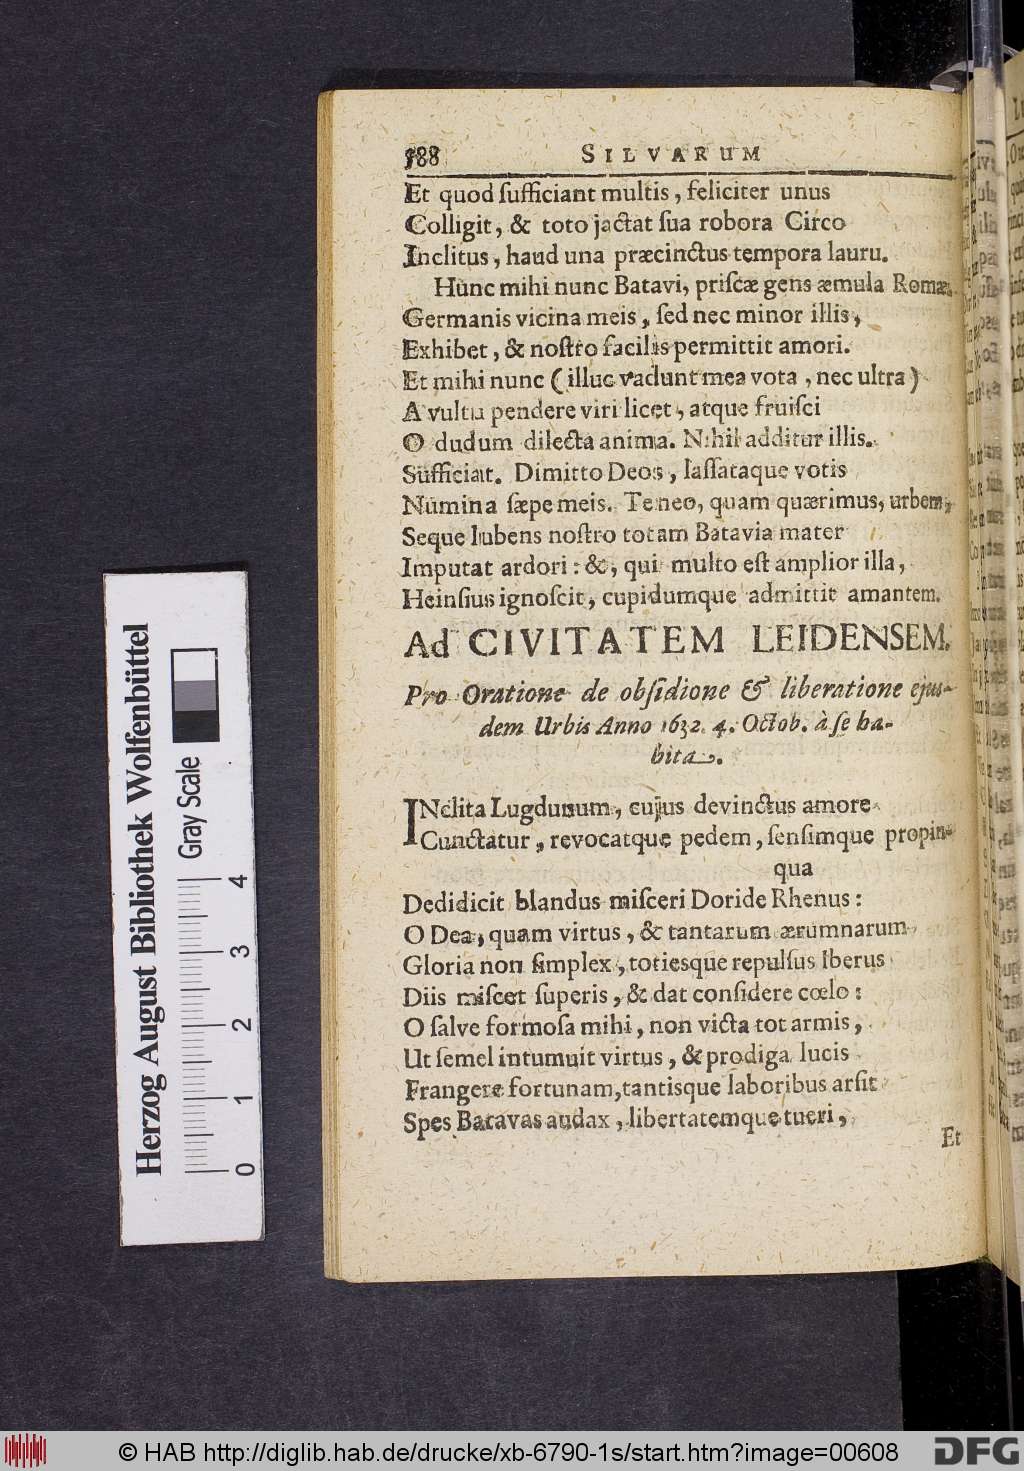 588 SILVARUM
Et quod ſufficiant multis, feliciter unus
Colligit, & toto jactat ſua robora Circo
Inclitus, haud una præcinctus tempora lauru.
Hunc mihi nunc Batavi, priſcæ gens æmula Romæ,
Germanis vicina meis, ſed nec minor illis,
Exhibet, & noſtro facilis permittit amori.
Et mihi nunc (illuc vadunt mea vota, nec ultra)
A vultu pendere viri licet, atque fruiſci
O dudum dilecta anima. Nihil additur illis.
Sufficiat. Dimitto Deos, laſſataque votis
Numina ſæpe meis. Teneo, quam quærimus, urbem,
Seque lubens noſtro totam Batavia mater
Imputat ardori: &, qui multo eſt amplior illa,
Heinſius ignoſcit, cupidumque admittit amantem.
Ad CIVITATEM LEIDENSEM.
Pro Oratione de obſidione & liberatione ejus-
dem Urbis Anno 1632. 4. Octob. à ſe ha-
bita.
INclita Lugdunum, cujus devinctus amore
Cunctatur, revocatque pedem, ſenſimque propin-
qua
Dedidicit blandus miſceri Doride Rhenus:
O Dea, quam virtus, & tantarum ærumnarum
Gloria non ſimplex, totiesque repulſus Iberus
Diis miſcet ſuperis, & dat conſidere cœlo:
O ſalve formoſa mihi, non victa tot armis,
Ut ſemel intumuit virtus, & prodiga lucis
Frangere fortunam, tantisque laboribus arſit
Spes Batavas audax, libertatemque tueri,
Et
Herzog August Bibliothek Wolfenbüttel
Gray Scale
0 1 2 3 4
© HAB http://diglib.hab.de/drucke/xb-6790-1s/start.htm?image=00608
DFG